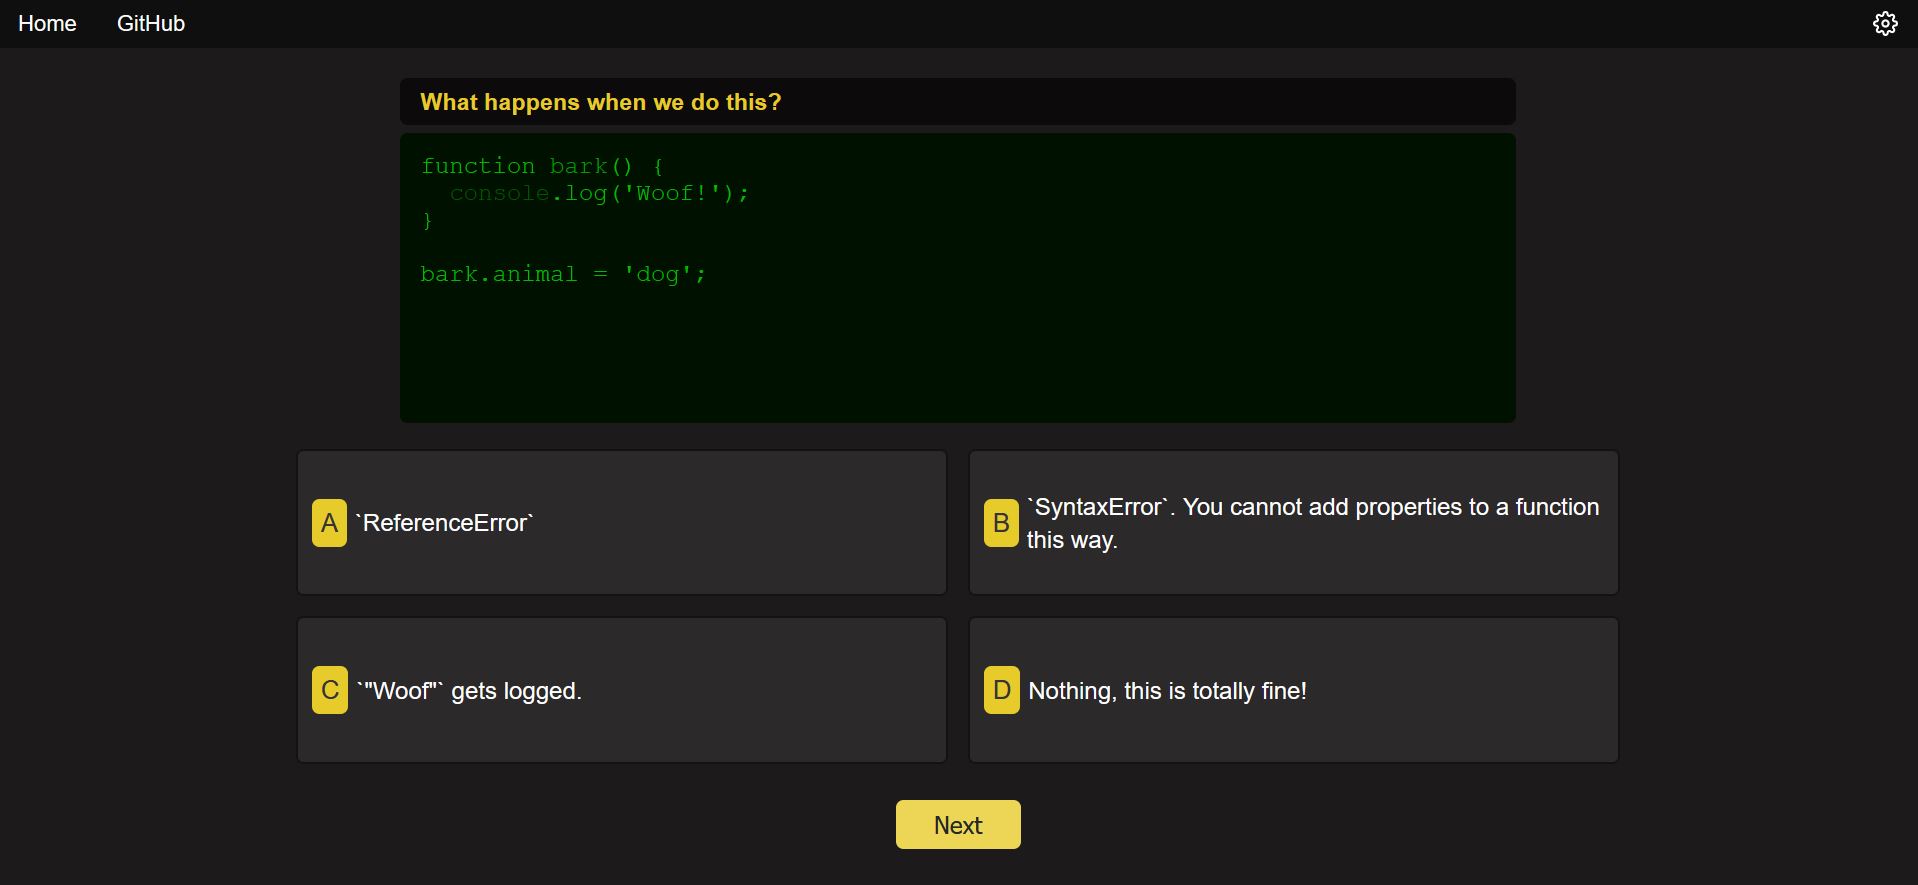 Home GitHub
What happens when we do this?
function bark() {
  console.log('Woof!');
}
bark.animal = 'dog';
A `ReferenceError`
B `SyntaxError`. You cannot add properties to a function
this way.
C `"Woof"` gets logged.
D Nothing, this is totally fine!
Next